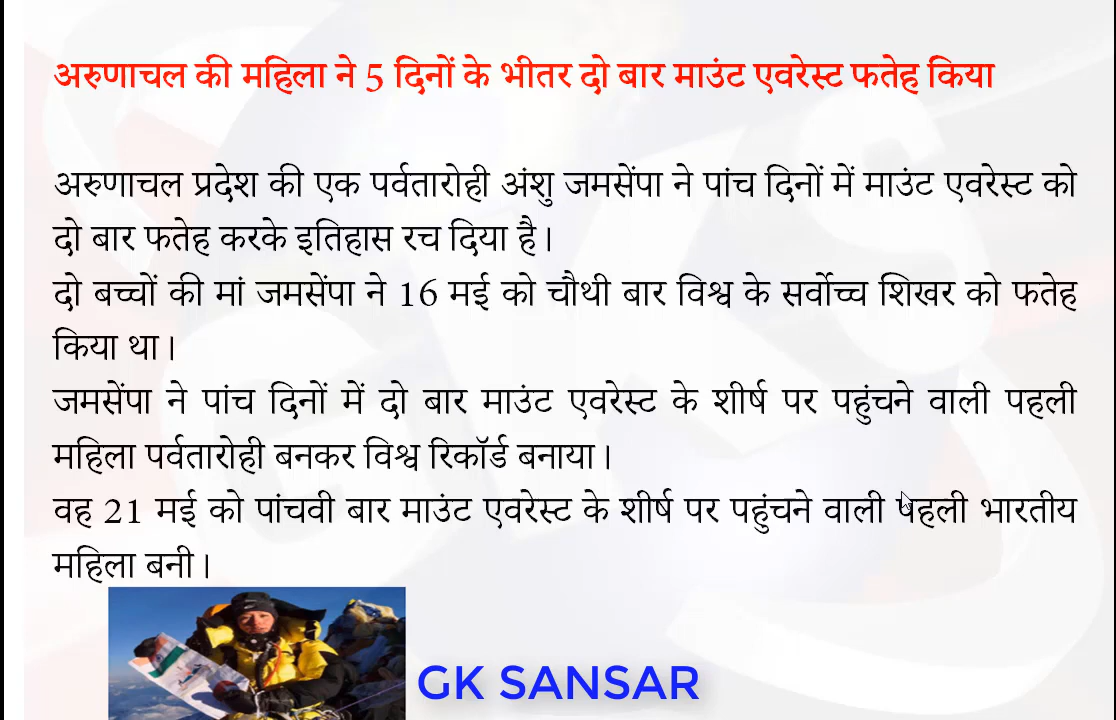 अरुणाचल की महिला ने 5 दिनों के भीतर दो बार माउंट एवरेस्ट फतेह किया
अरुणाचल प्रदेश की एक पर्वतारोही अंशु जमसेंपा ने पांच दिनों में माउंट एवरेस्ट को
दो बार फतेह करके इतिहास रच दिया है।
दो बच्चों की मां जमसेंपा ने 16 मई को चौथी बार विश्व के सर्वोच्च शिखर को फतेह
किया था।
जमसेंपा ने पांच दिनों में दो बार माउंट एवरेस्ट के शीर्ष पर पहुंचने वाली पहली
महिला पर्वतारोही बनकर विश्व रिकॉर्ड बनाया।
वह 21 मई को पांचवी बार माउंट एवरेस्ट के शीर्ष पर पहुंचने वाली पहली भारतीय
महिला बनी।
GK SANSAR